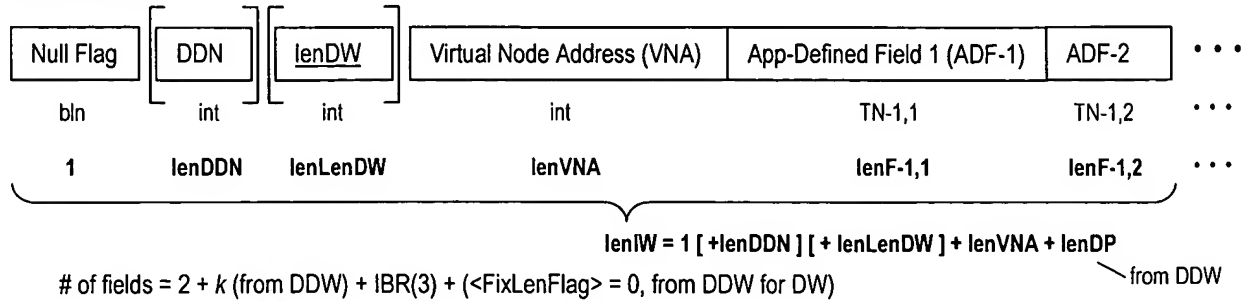 Null Flag [ DDN ] [ lenDW ] Virtual Node Address (VNA) App-Defined Field 1 (ADF-1) ADF-2 • • •
bln int int int TN-1,1 TN-1,2 • • •
1 lenDDN lenLenDW lenVNA lenF-1,1 lenF-1,2 • • •
lenIW = 1 [ +lenDDN ] [ + lenLenDW ] + lenVNA + lenDP
from DDW
# of fields = 2 + k (from DDW) + IBR(3) + (<FixLenFlag> = 0, from DDW for DW)